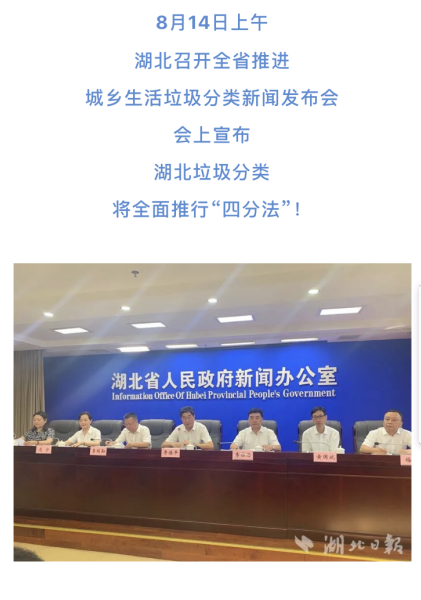 8月14日上午
湖北召开全省推进
城乡生活垃圾分类新闻发布会
会上宣布
湖北垃圾分类
将全面推行“四分法”！
湖北省人民政府新闻办公室
Information Office Of Hubei Provincial People's Government
湖北日报